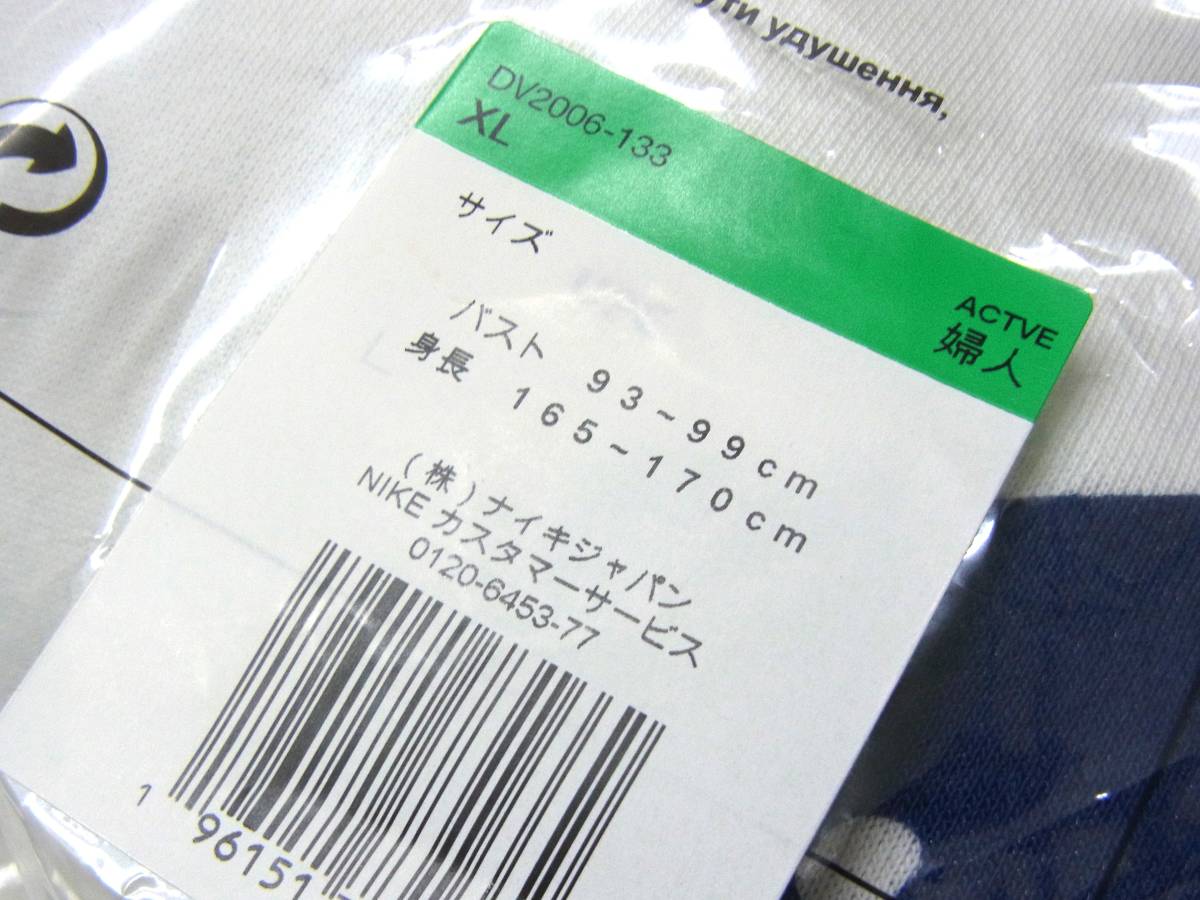 ути удушення,
DV2006-133
XL
ACTVE
婦人
サイズ
バスト 93~99cm
身長 165~170cm
(株)ナイキジャパン
NIKE カスタマーサービス
0120-6453-77
1 96151